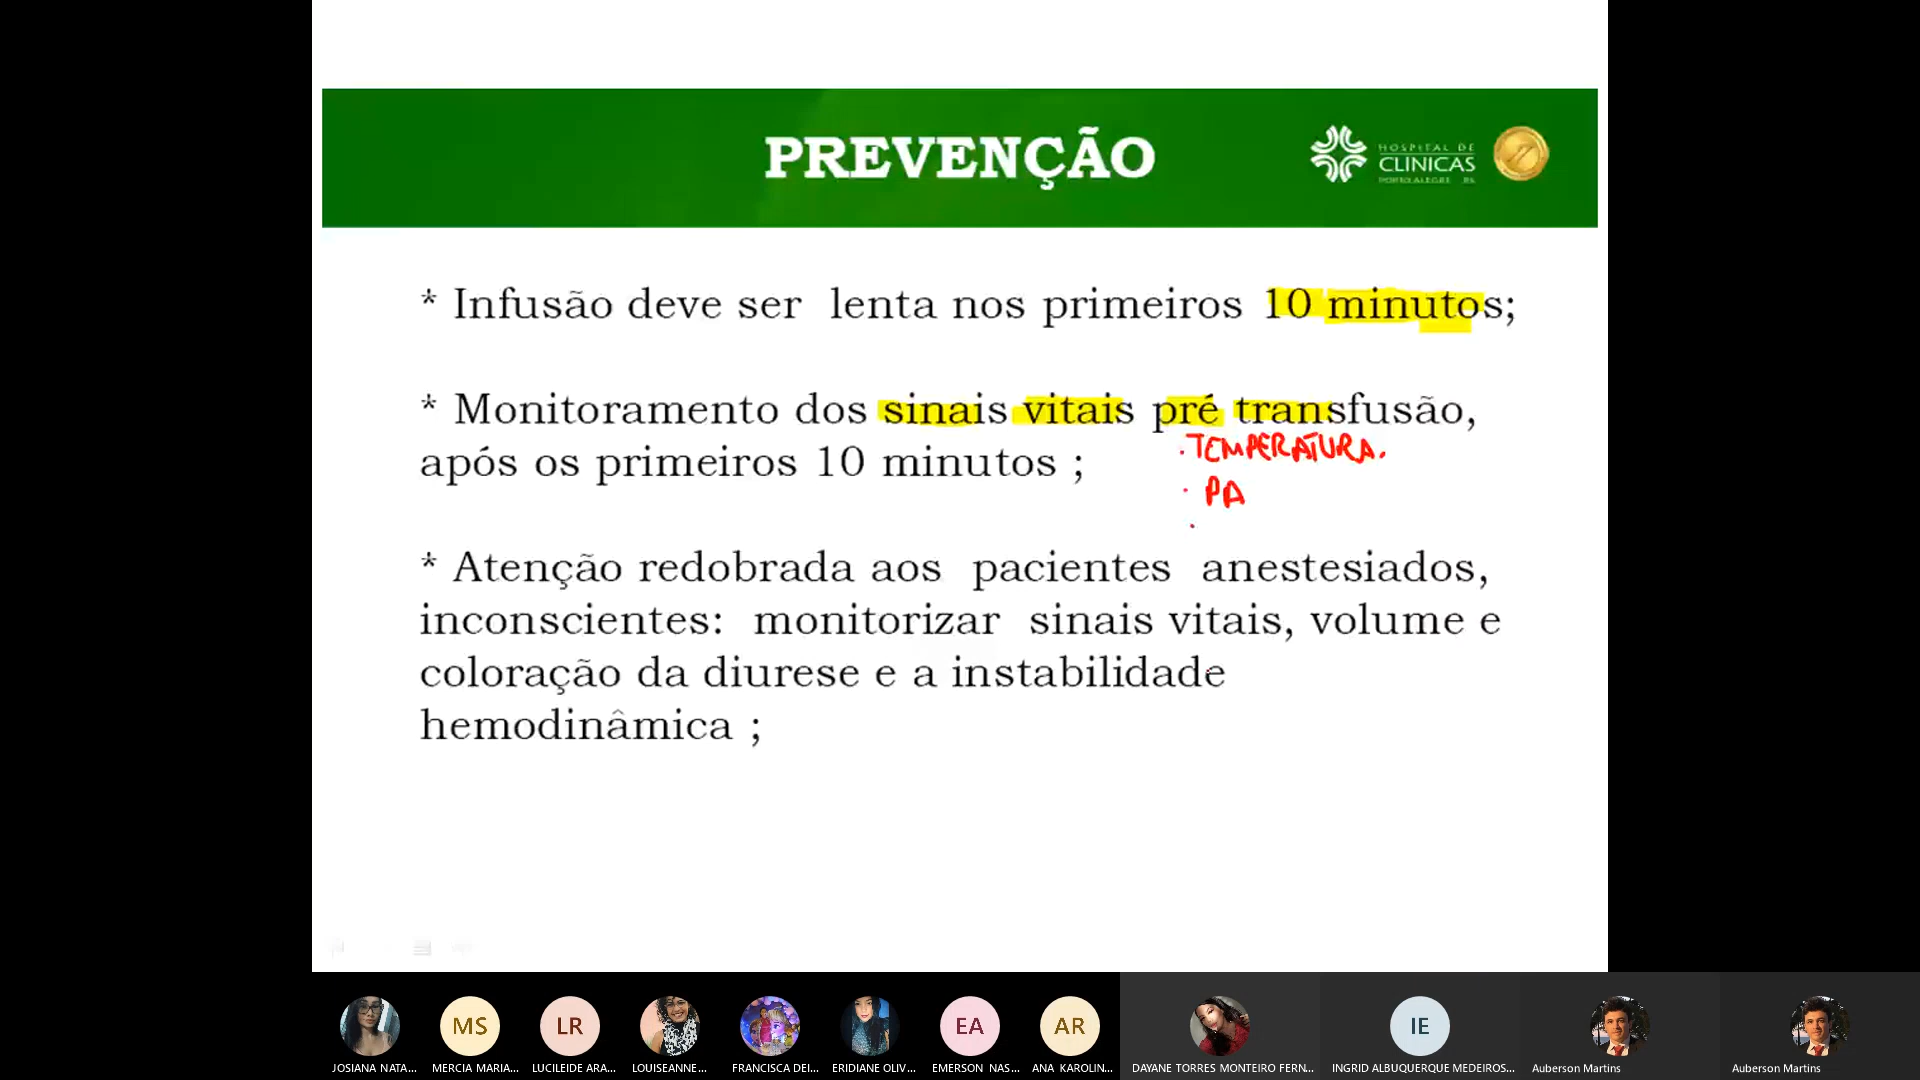 PREVENÇÃO
HOSPITAL DE
CLINICAS
PORTO ALEGRE RS
* Infusão deve ser lenta nos primeiros 10 minutos;
* Monitoramento dos sinais vitais pré transfusão,
após os primeiros 10 minutos ;
· TEMPERATURA.
· PA
·
* Atenção redobrada aos pacientes anestesiados,
inconscientes: monitorizar sinais vitais, volume e
coloração da diurese e a instabilidade
hemodinâmica ;
MS
LR
EA
AR
IE
JOSIANA NATA...
MERCIA MARIA...
LUCILEIDE ARA...
LOUISEANNE...
FRANCISCA DEI...
ERIDIANE OLIV...
EMERSON NAS...
ANA KAROLIN...
DAYANE TORRES MONTEIRO FERN...
INGRID ALBUQUERQUE MEDEIROS...
Auberson Martins
Auberson Martins